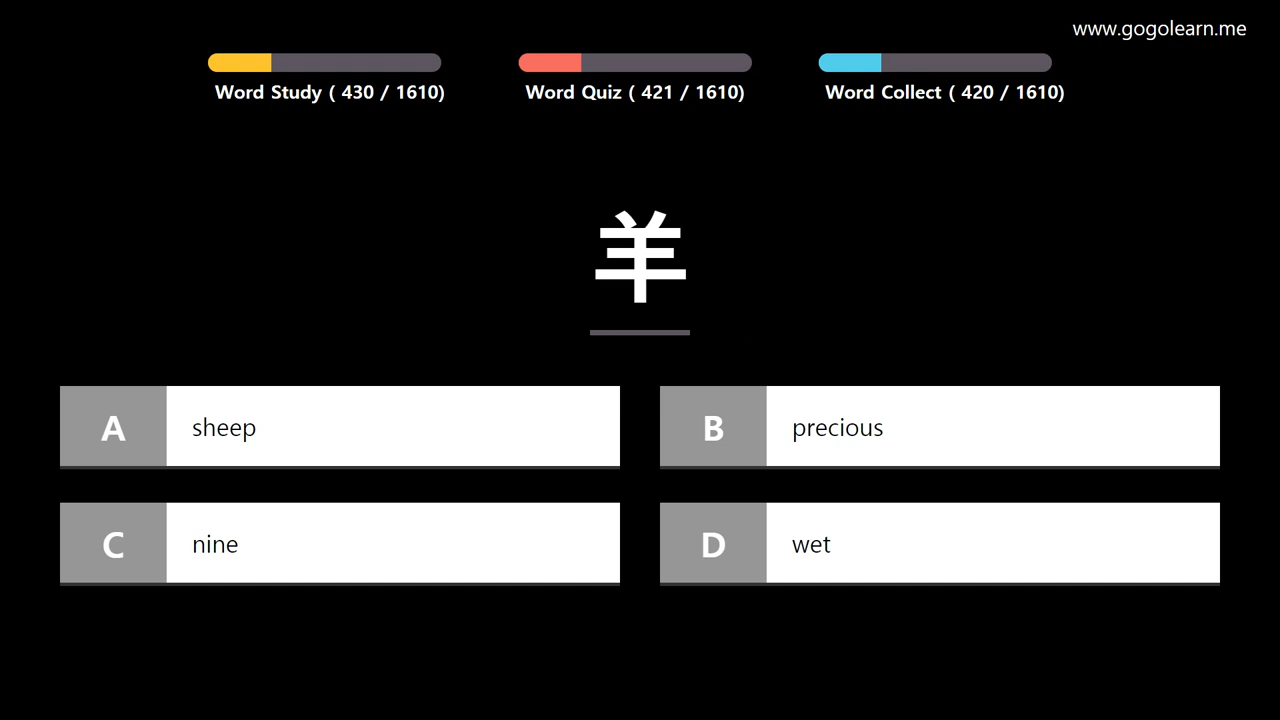 www.gogolearn.me
Word Study ( 430 / 1610)
Word Quiz ( 421 / 1610)
Word Collect ( 420 / 1610)
羊
A sheep
B precious
C nine
D wet